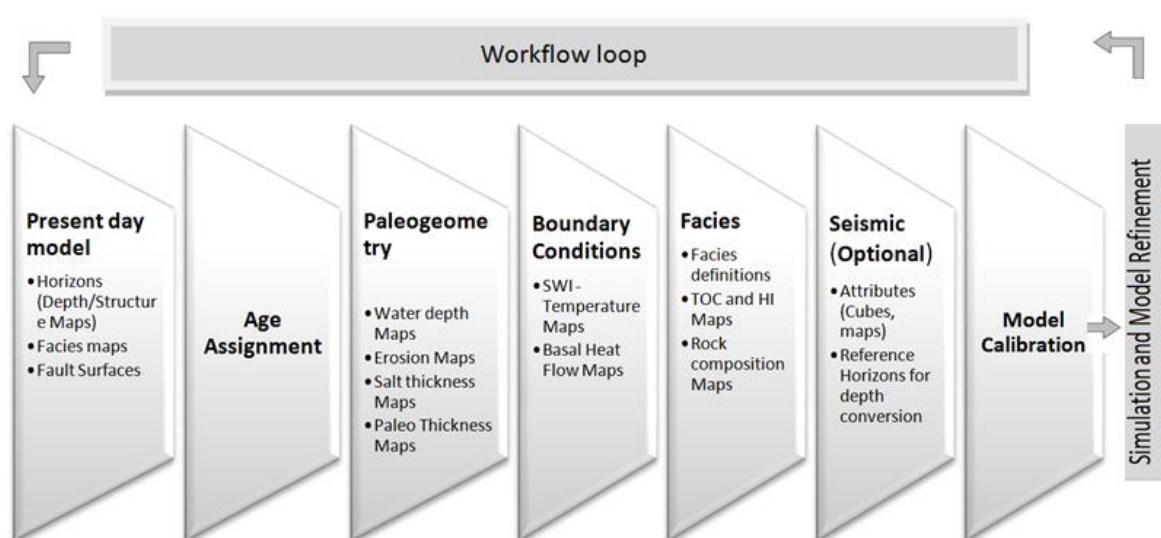 Workflow loop
Present day
model
•Horizons
(Depth/Structur
e Maps)
•Facies maps
•Fault Surfaces
Age
Assignment
Paleogeome
try
•Water depth
Maps
•Erosion Maps
•Salt thickness
Maps
•Paleo Thickness
Maps
Boundary
Conditions
•SWI-
Temperature
Maps
•Basal Heat
Flow Maps
Facies
•Facies
definitions
•TOC and HI
Maps
•Rock
composition
Maps
Seismic
(Optional)
•Attributes
(Cubes,
maps)
•Reference
Horizons for
depth
conversion
Model
Calibration
Simulation and Model Refinement